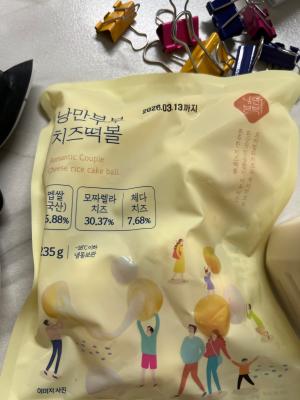 2026.03.13까지
낭만부부
치즈떡볼
Romantic Couple
Cheese rice cake ball
멥쌀
국산)
5.88%
모짜렐라
치즈
30.37%
체다
치즈
7.68%
235g
-18℃이하
냉동보관
이미지 사진